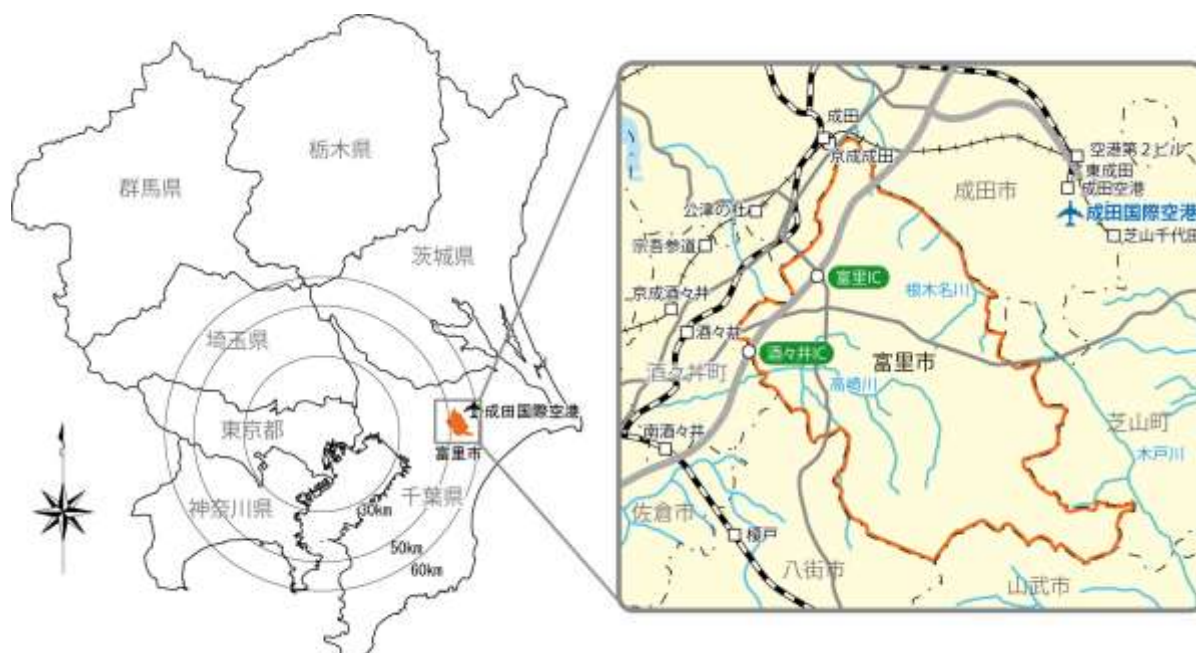 栃木県
群馬県
茨城県
埼玉県
成田国際空港
東京都
富里市
千葉県
神奈川県
30km
50km
60km
成田
京成成田
空港第2ビル
東成田
成田空港
成田市
成田国際空港
公津の杜
芝山千代田
宗吾参道
富里IC
根木名川
京成酒々井
酒々井
酒々井IC
富里市
酒々井町
高崎川
芝山町
南酒々井
木戸川
佐倉市
榎戸
八街市
山武市